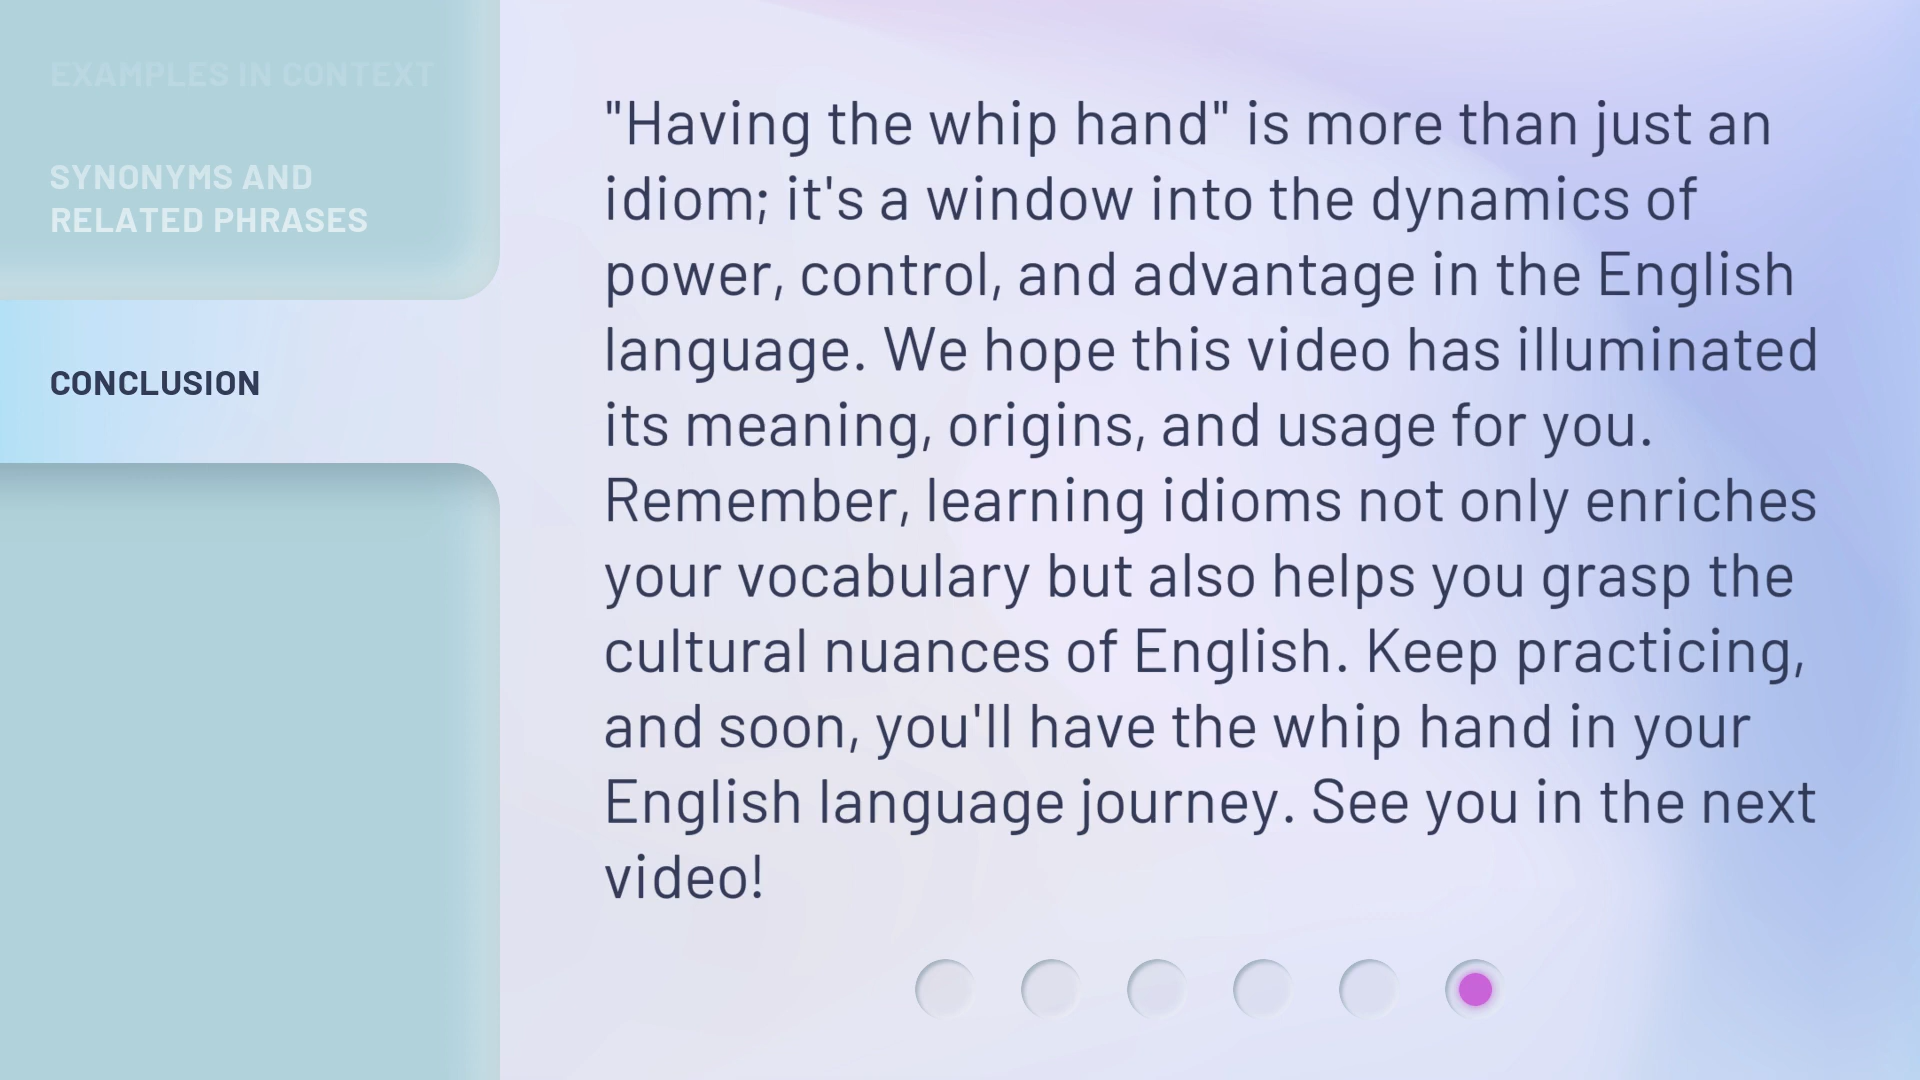 EXAMPLES IN CONTEXT
SYNONYMS AND
RELATED PHRASES
CONCLUSION
"Having the whip hand" is more than just an
idiom; it's a window into the dynamics of
power, control, and advantage in the English
language. We hope this video has illuminated
its meaning, origins, and usage for you.
Remember, learning idioms not only enriches
your vocabulary but also helps you grasp the
cultural nuances of English. Keep practicing,
and soon, you'll have the whip hand in your
English language journey. See you in the next
video!